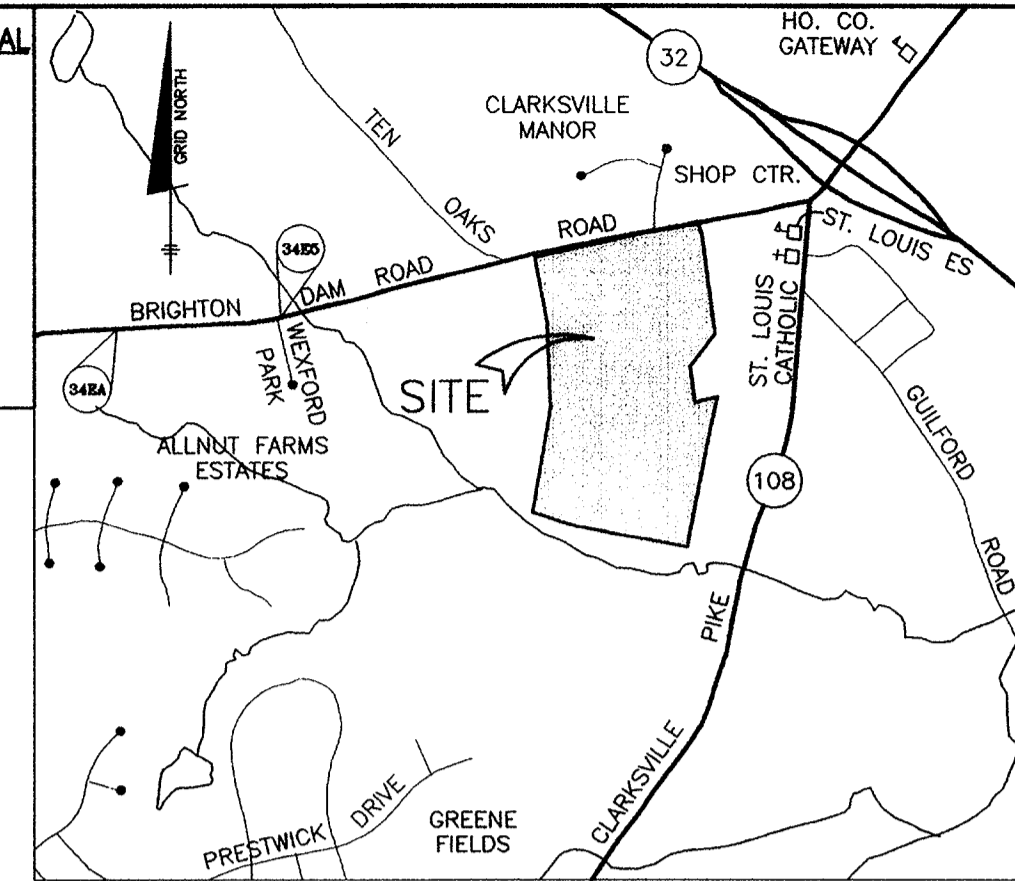 AL
HO. CO.
GATEWAY
32
GRID NORTH
CLARKSVILLE
MANOR
TEN
OAKS
SHOP CTR.
ROAD
ST. LOUIS ES
34E5
DAM
ROAD
BRIGHTON
WEXFORD
PARK
ST. LOUIS
CATHOLIC
34EA
SITE
GUILFORD
ROAD
ALLNUT FARMS
ESTATES
108
PIKE
CLARKSVILLE
PRESTWICK
DRIVE
GREENE
FIELDS